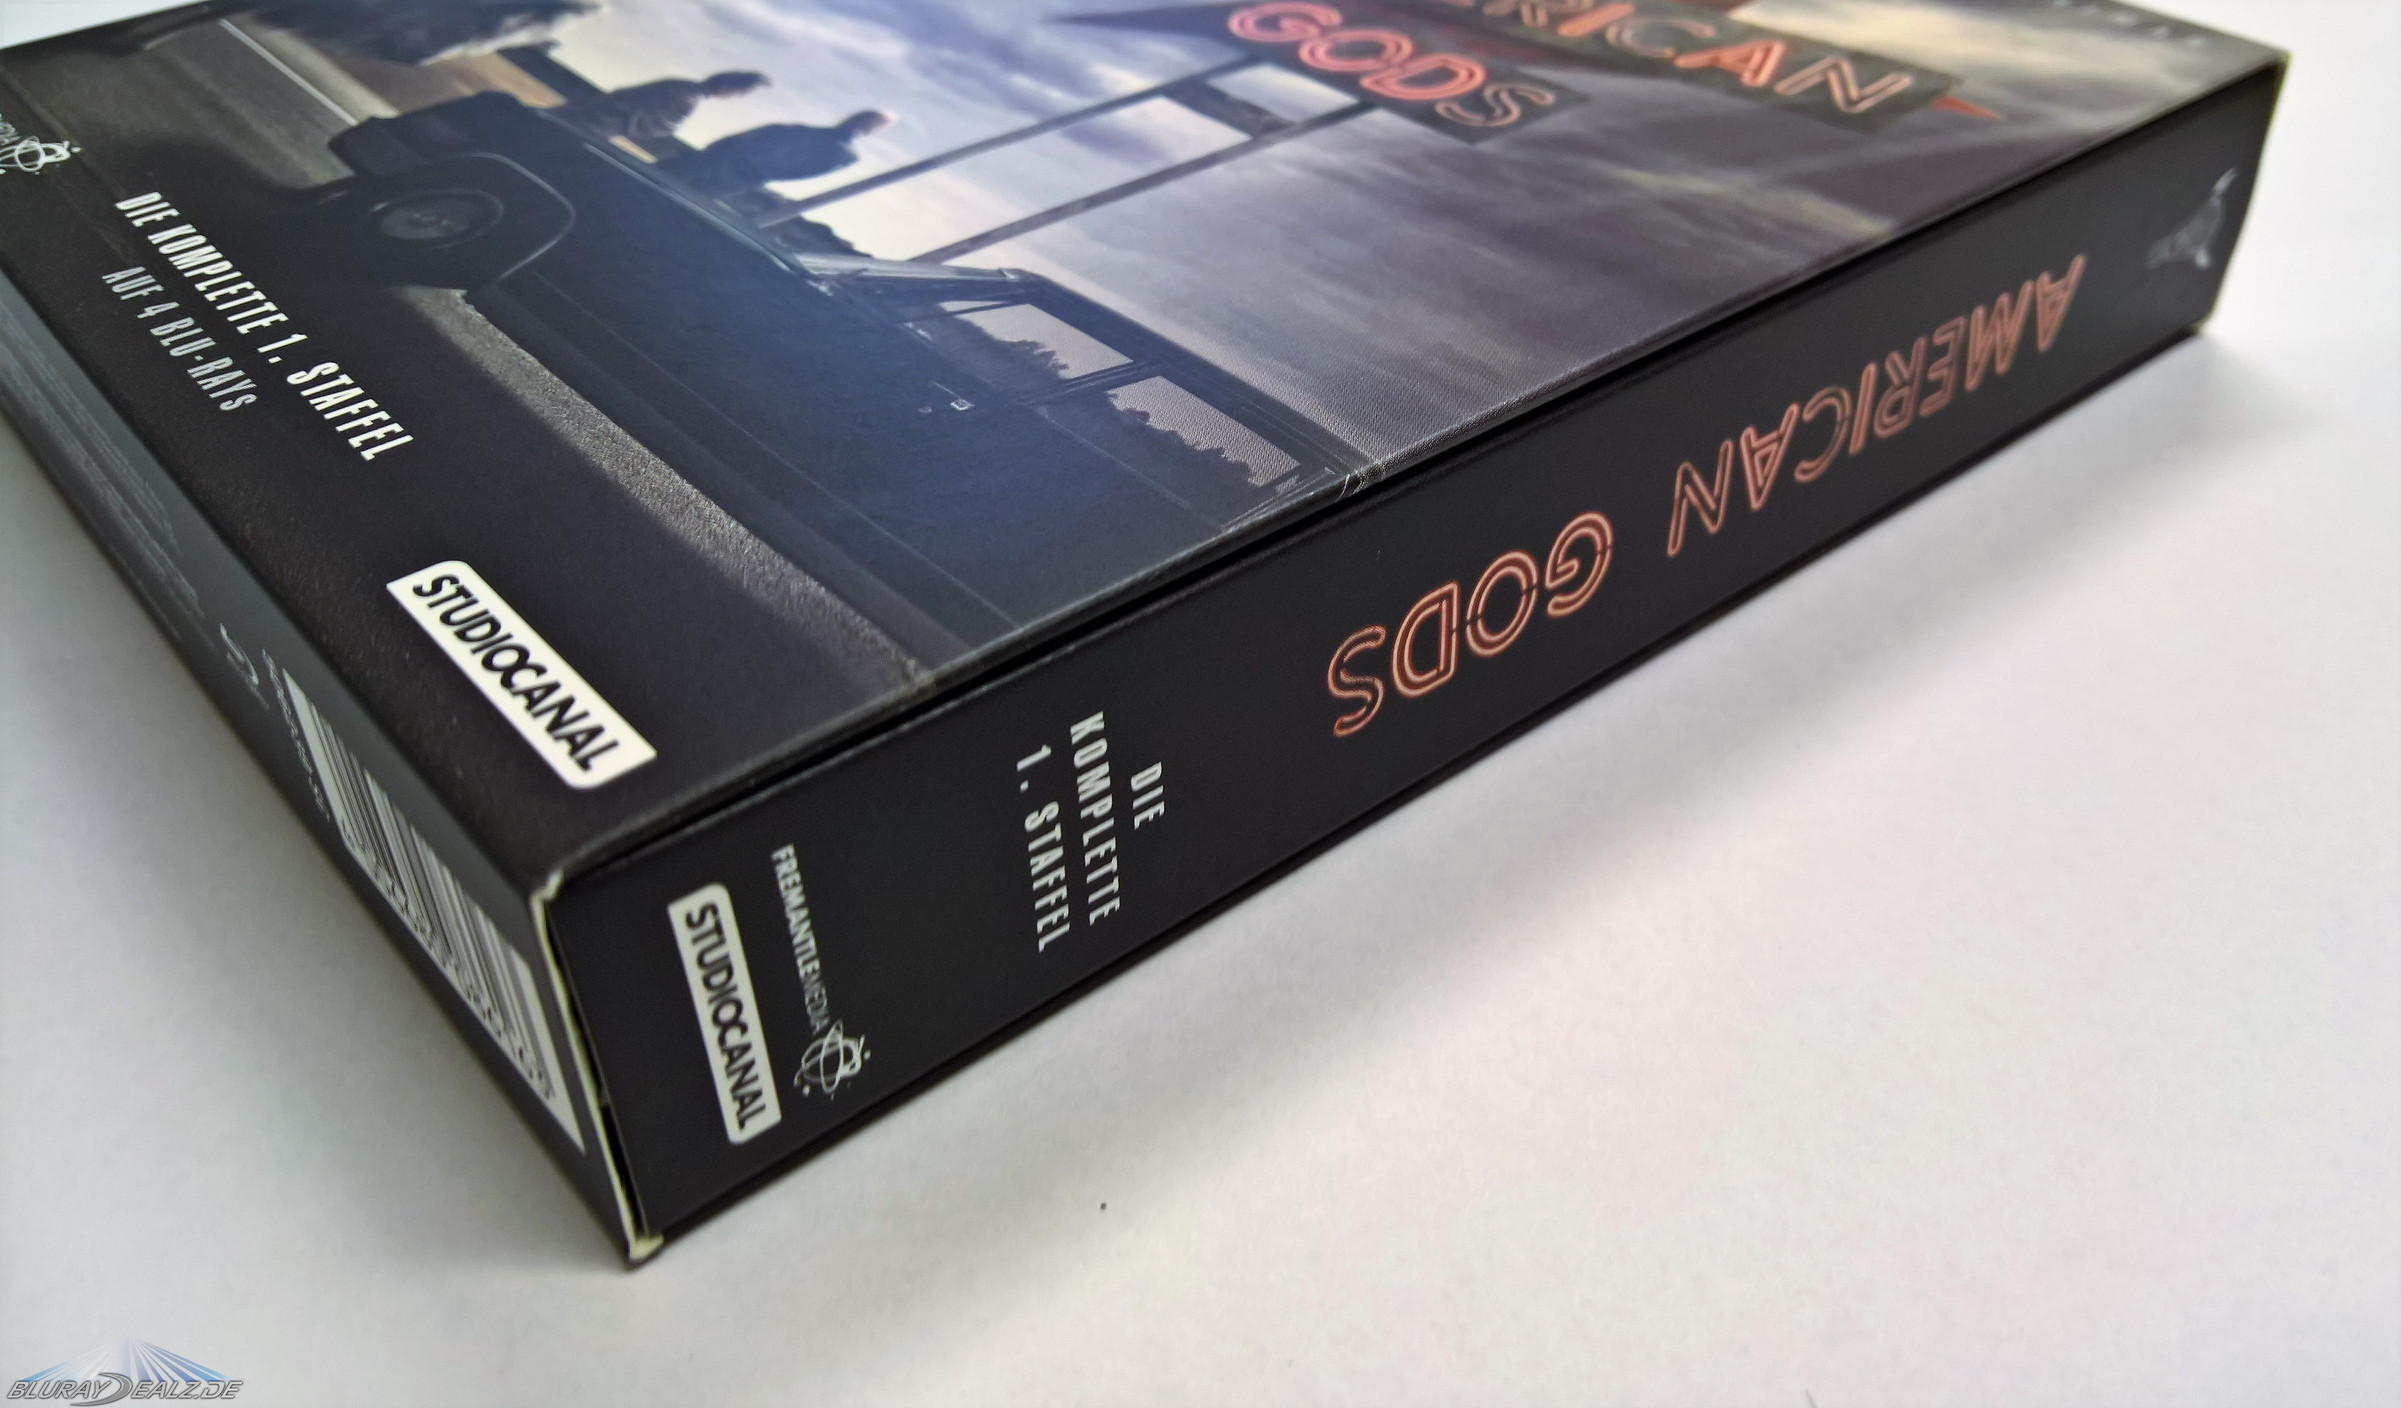 RICAN
GODS
DIE KOMPLETTE 1. STAFFEL
AUF 4 BLU-RAYS
STUDIOCANAL
AMERICAN GODS
DIE
KOMPLETTE
1. STAFFEL
FREMANTLEMEDIA
STUDIOCANAL
BLURAYDEALZ.DE